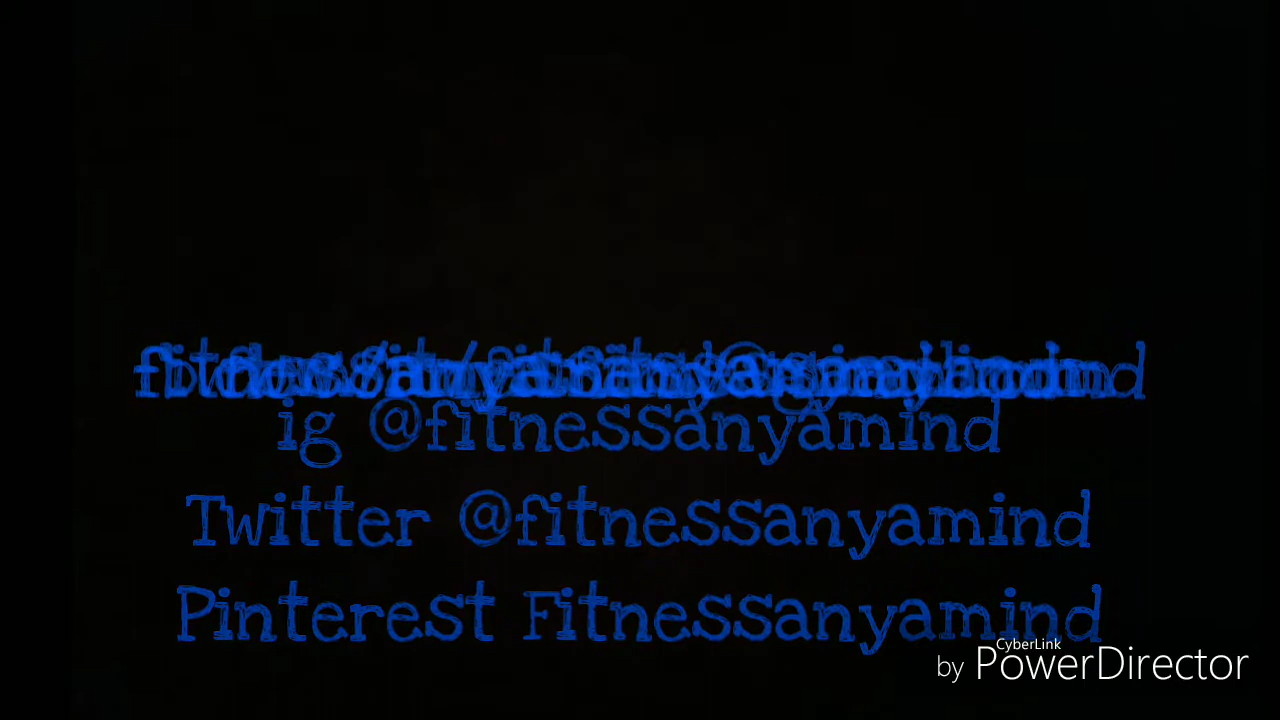 ig @fitnessanyamind
Twitter @fitnessanyamind
Pinterest Fitnessanyamind
CyberLink
by PowerDirector